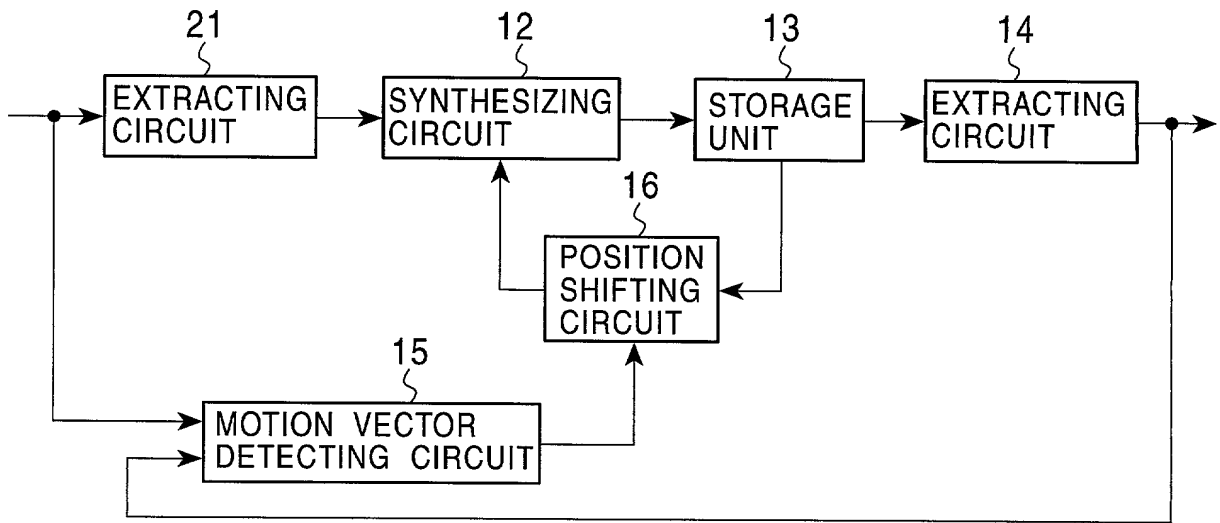 21
12
13
14
EXTRACTING
CIRCUIT
SYNTHESIZING
CIRCUIT
STORAGE
UNIT
EXTRACTING
CIRCUIT
16
POSITION
SHIFTING
CIRCUIT
15
MOTION VECTOR
DETECTING CIRCUIT